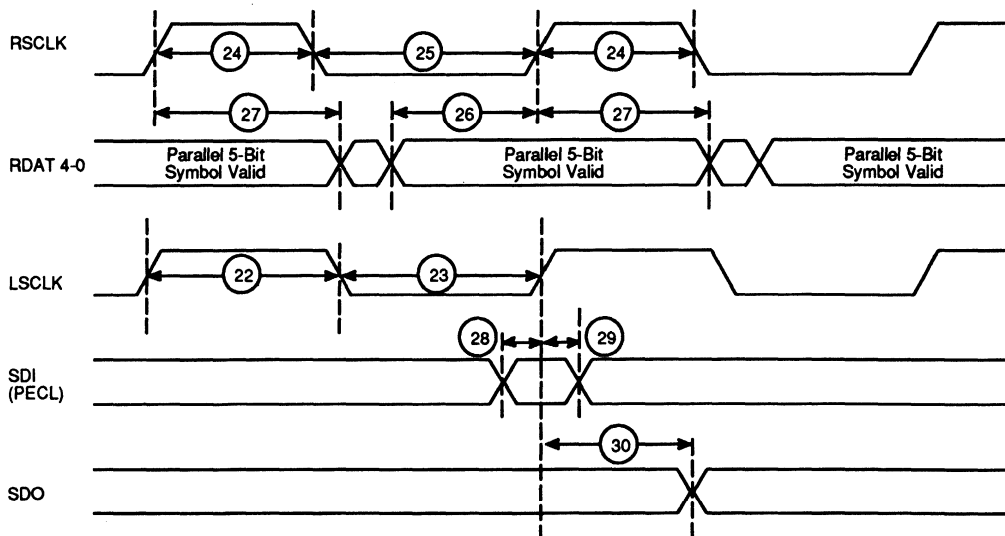 RSCLK
24
25
24
27
26
27
RDAT 4-0
Parallel 5-Bit
Symbol Valid
Parallel 5-Bit
Symbol Valid
Parallel 5-Bit
Symbol Valid
LSCLK
22
23
28
29
SDI
(PECL)
30
SDO